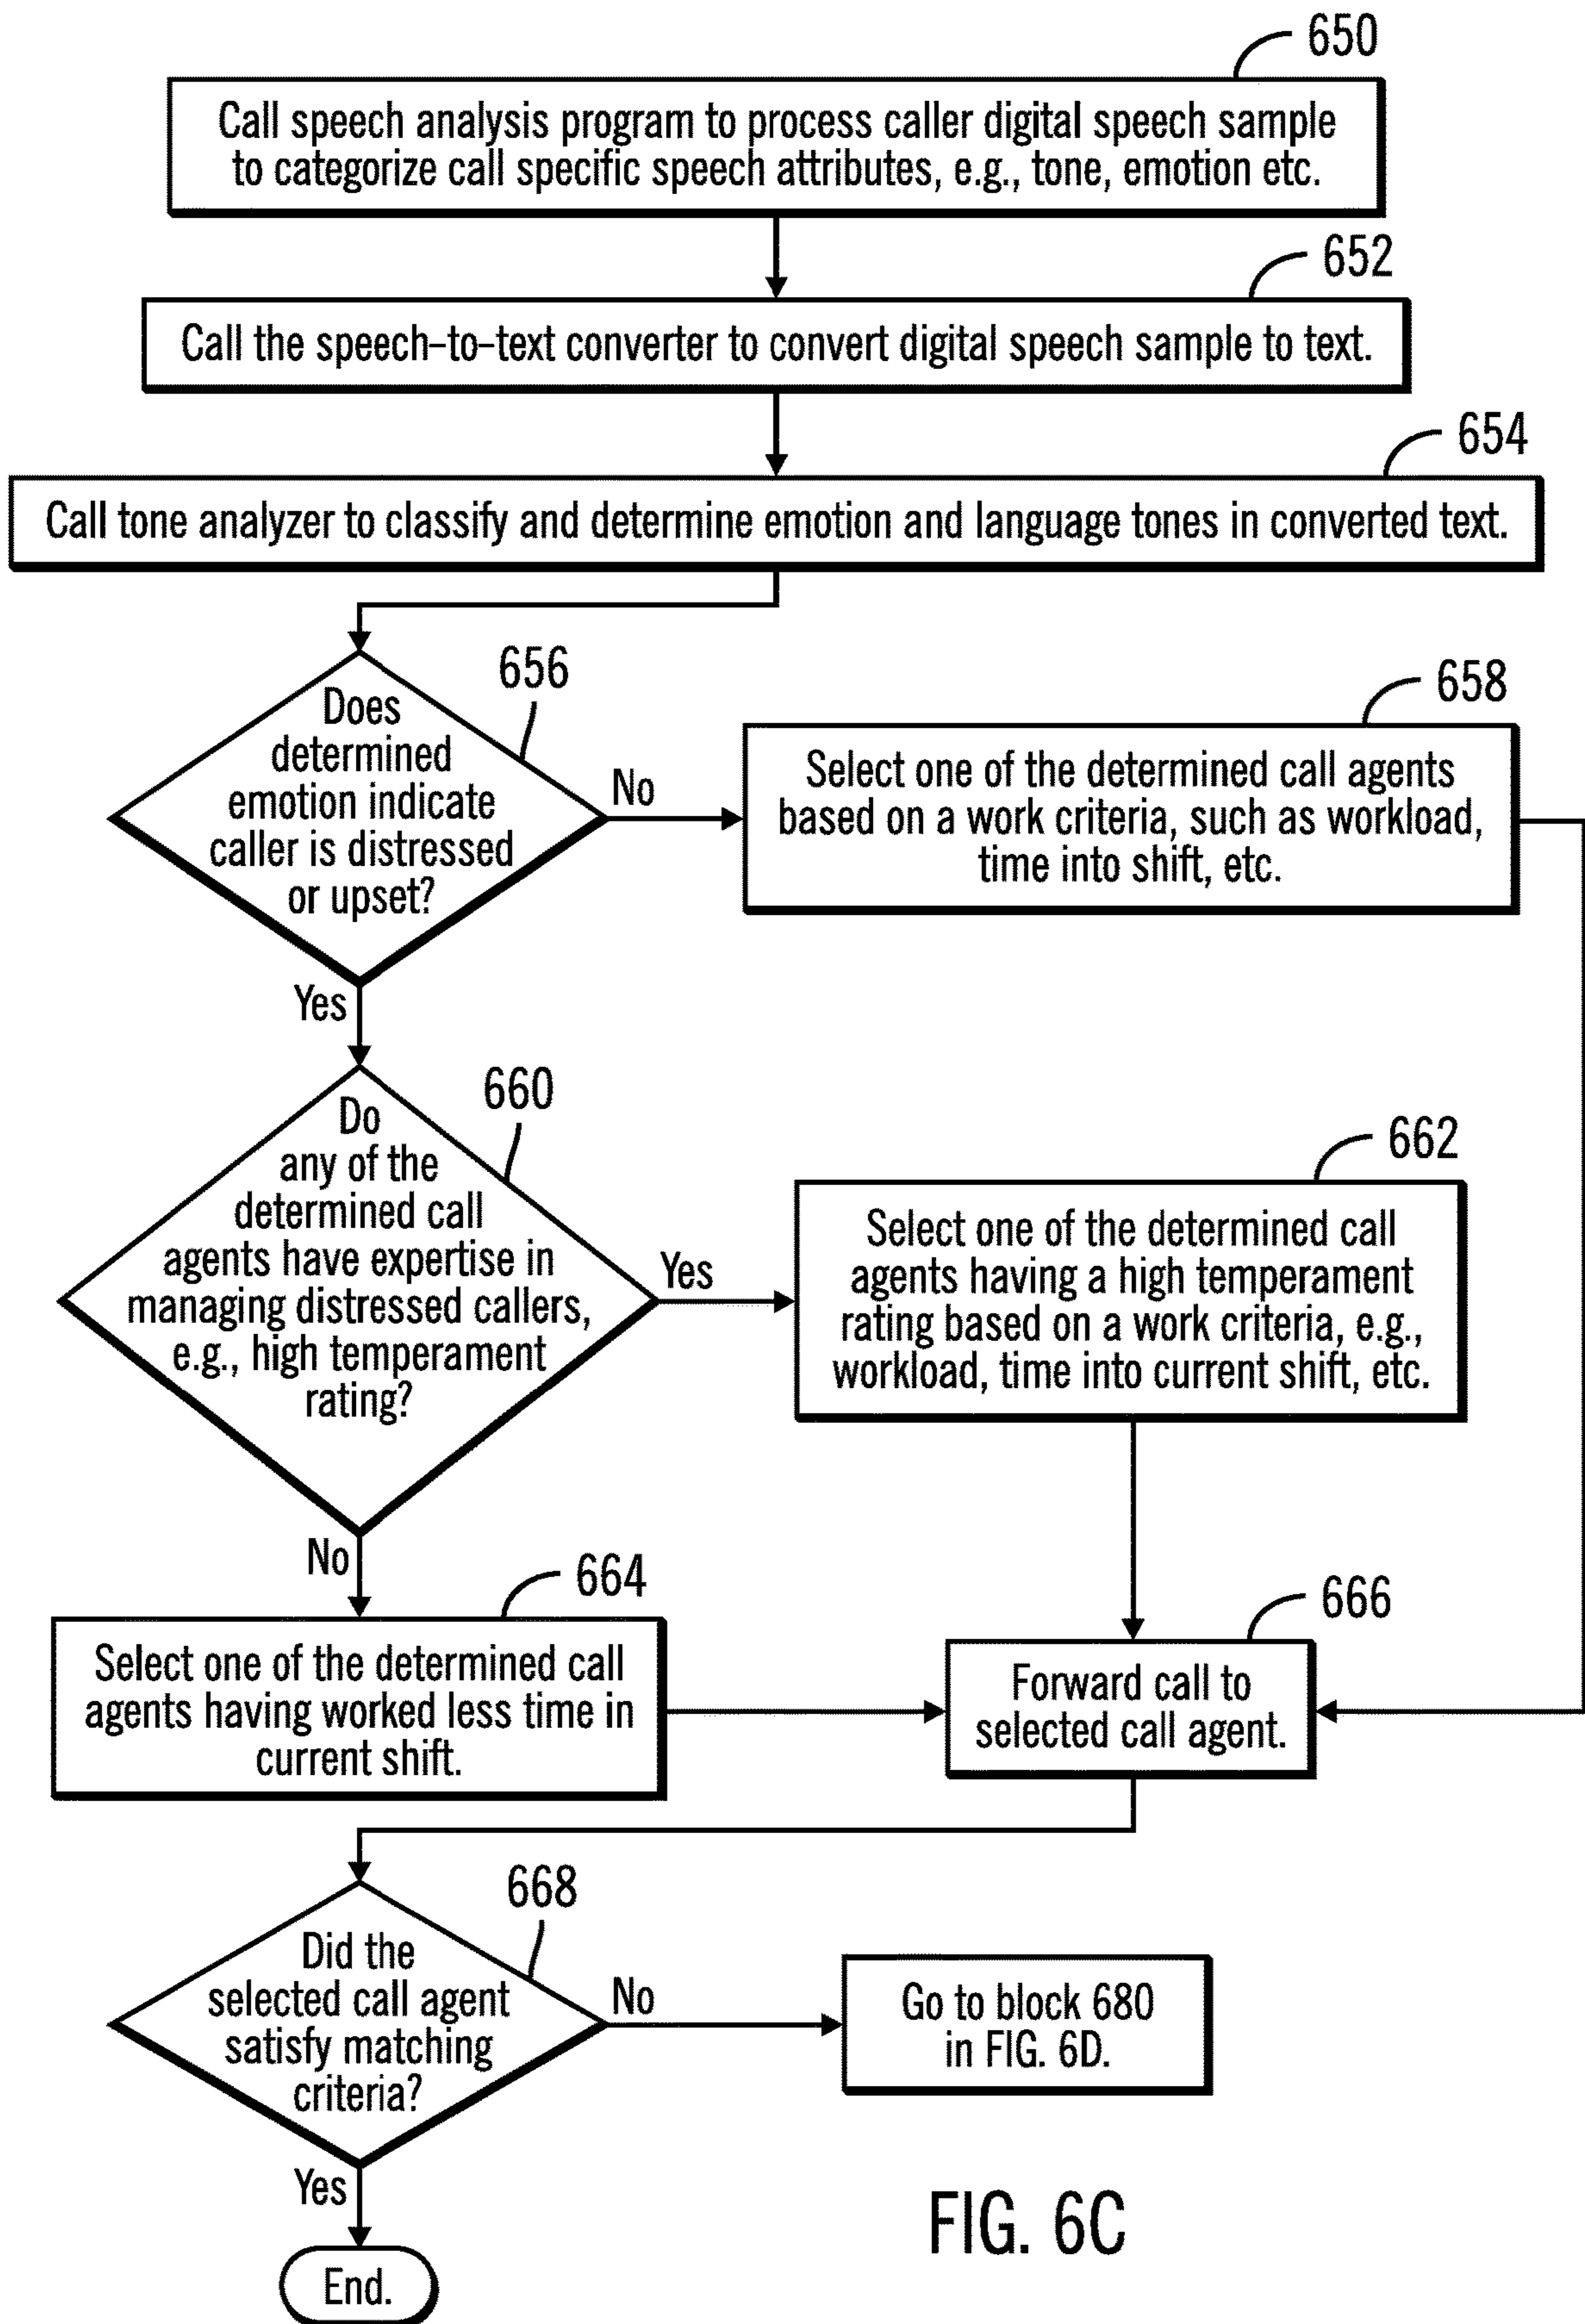 650
Call speech analysis program to process caller digital speech sample
to categorize call specific speech attributes, e.g., tone, emotion etc.
652
Call the speech-to-text converter to convert digital speech sample to text.
654
Call tone analyzer to classify and determine emotion and language tones in converted text.
656
Does
determined
emotion indicate
caller is distressed
or upset?
No
658
Select one of the determined call agents
based on a work criteria, such as workload,
time into shift, etc.
Yes
660
Do
any of the
determined call
agents have expertise in
managing distressed callers,
e.g., high temperament
rating?
Yes
662
Select one of the determined call
agents having a high temperament
rating based on a work criteria, e.g.,
workload, time into current shift, etc.
No
664
Select one of the determined call
agents having worked less time in
current shift.
666
Forward call to
selected call agent.
668
Did the
selected call agent
satisfy matching
criteria?
No
Go to block 680
in FIG. 6D.
Yes
End.
FIG. 6C